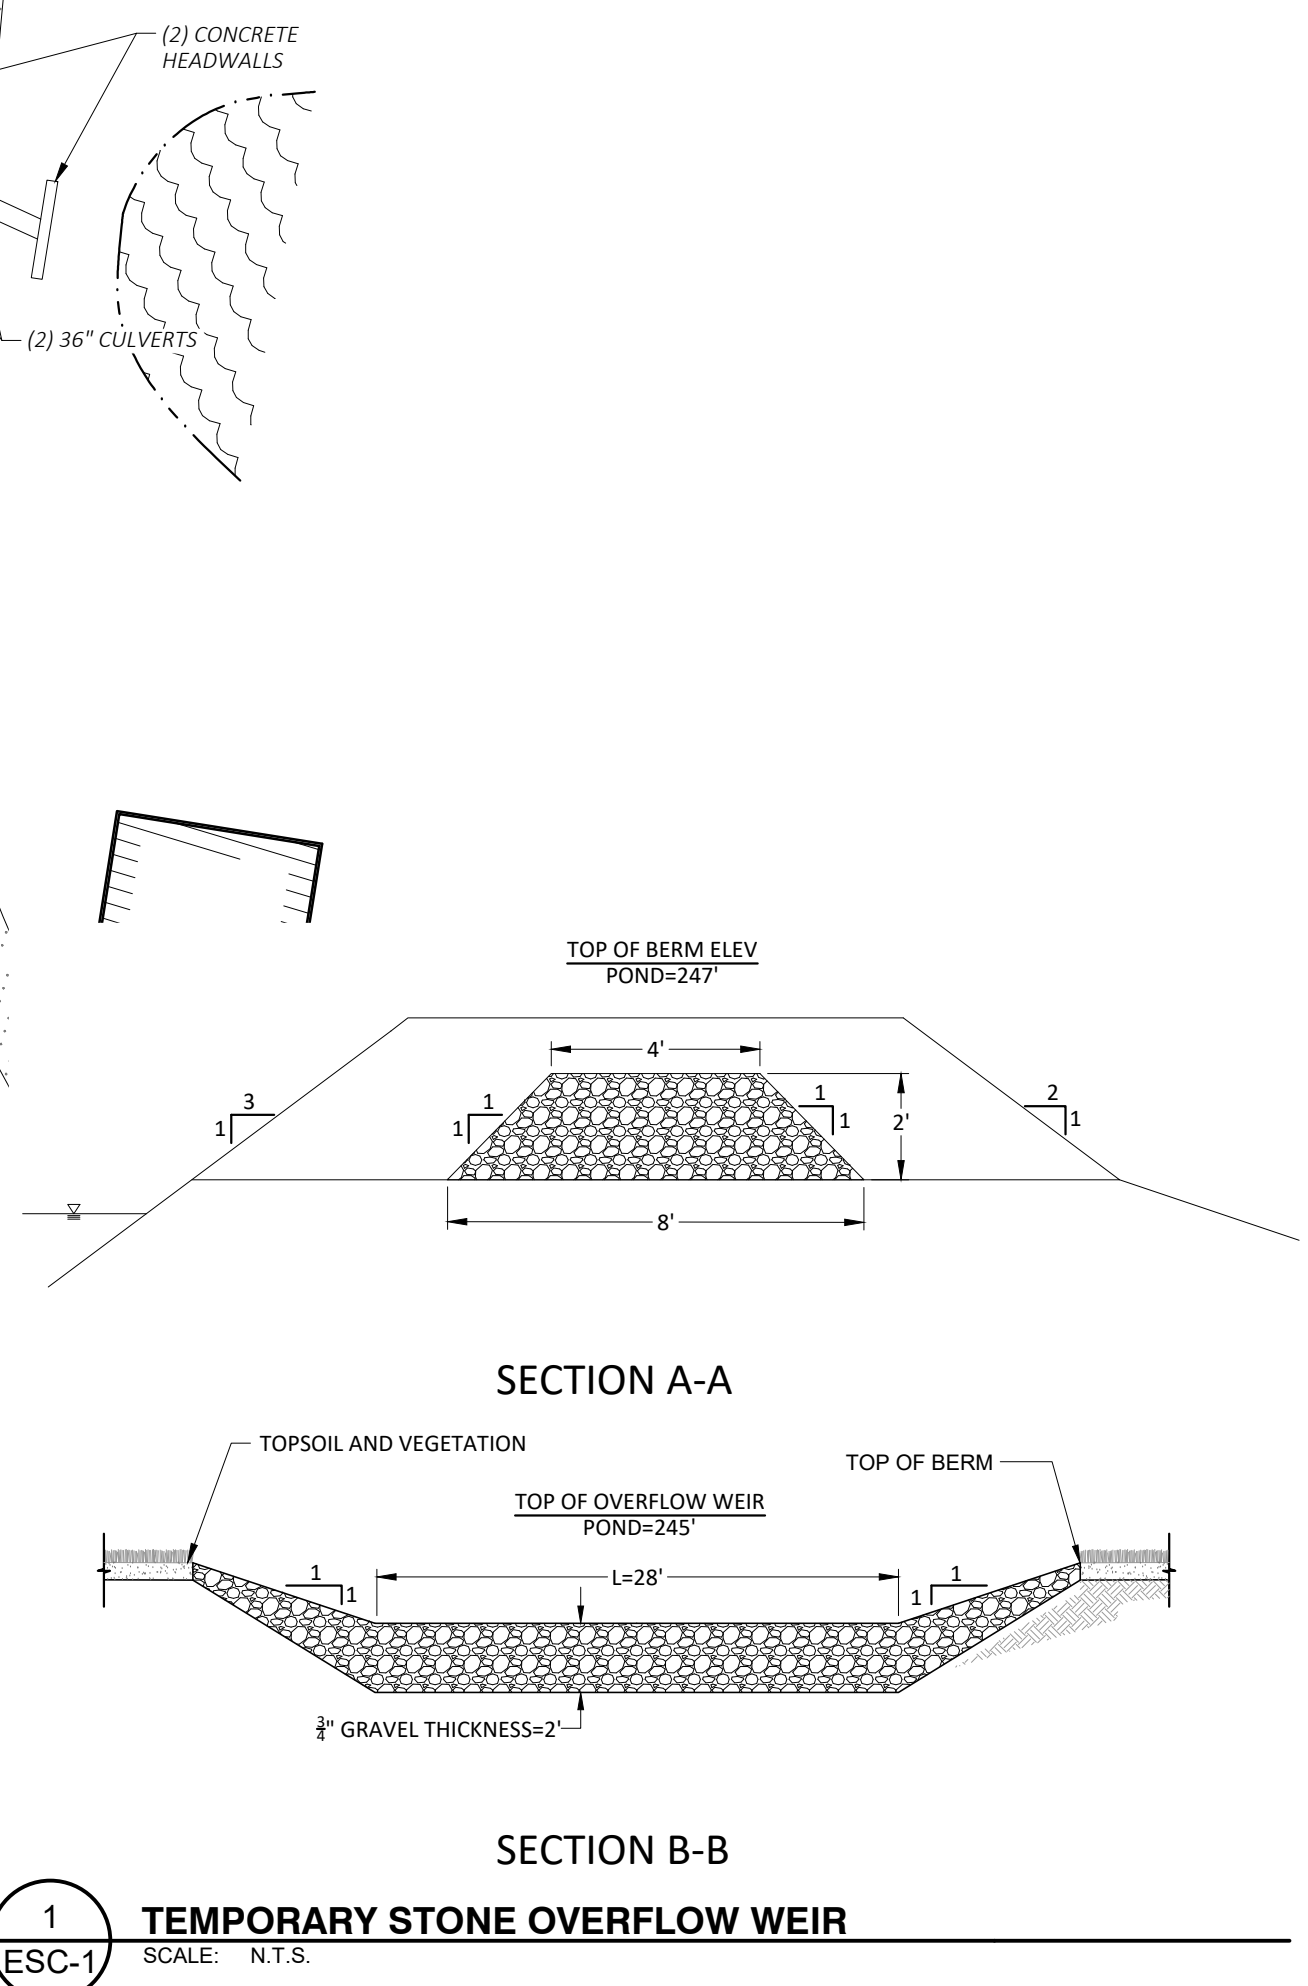 (2) CONCRETE
HEADWALLS
(2) 36" CULVERTS
TOP OF BERM ELEV
POND=247'
4'
3
1
1
1
1
1
2'
2
1
8'
SECTION A-A
TOPSOIL AND VEGETATION
TOP OF BERM
TOP OF OVERFLOW WEIR
POND=245'
1
1
L=28'
1
1
¾" GRAVEL THICKNESS=2'
SECTION B-B
1
ESC-1
TEMPORARY STONE OVERFLOW WEIR
SCALE: N.T.S.